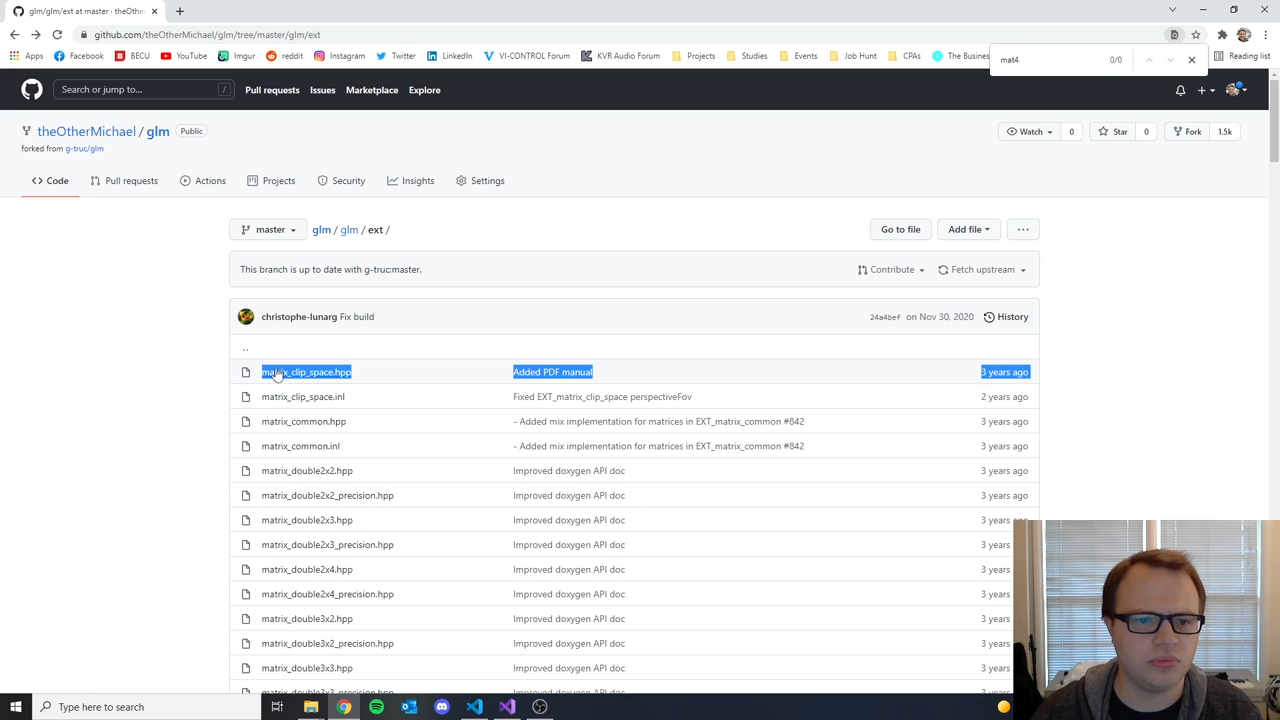 glm/glm/ext at master · theOther
github.com/theOtherMichael/glm/tree/master/glm/ext
Apps Facebook BECU YouTube Imgur reddit Instagram Twitter LinkedIn VI-CONTROL Forum KVR Audio Forum Projects Studies Events Job Hunt CPAs The Busine Reading list
mat4 0/0
Search or jump to... / Pull requests Issues Marketplace Explore
theOtherMichael / glm Public
Watch 0 Star 0 Fork 1.5k
forked from g-truc/glm
Code Pull requests Actions Projects Security Insights Settings
master glm / glm / ext / Go to file Add file ...
This branch is up to date with g-truc:master. Contribute Fetch upstream
christophe-lunarg Fix build 24a4bef on Nov 30, 2020 History
..
matrix_clip_space.hpp Added PDF manual 3 years ago
matrix_clip_space.inl Fixed EXT_matrix_clip_space perspectiveFov 2 years ago
matrix_common.hpp - Added mix implementation for matrices in EXT_matrix_common #842 3 years ago
matrix_common.inl - Added mix implementation for matrices in EXT_matrix_common #842 3 years ago
matrix_double2x2.hpp Improved doxygen API doc 3 years ago
matrix_double2x2_precision.hpp Improved doxygen API doc 3 years ago
matrix_double2x3.hpp Improved doxygen API doc 3 years
matrix_double2x3_precision.hpp Improved doxygen API doc 3 years
matrix_double2x4.hpp Improved doxygen API doc 3 years
matrix_double2x4_precision.hpp Improved doxygen API doc 3 years
matrix_double3x2.hpp Improved doxygen API doc 3 years
matrix_double3x2_precision.hpp Improved doxygen API doc 3 years
matrix_double3x3.hpp Improved doxygen API doc 3 years
matrix_double3x3_precision.hpp Improved doxygen API doc 3 years
Type here to search